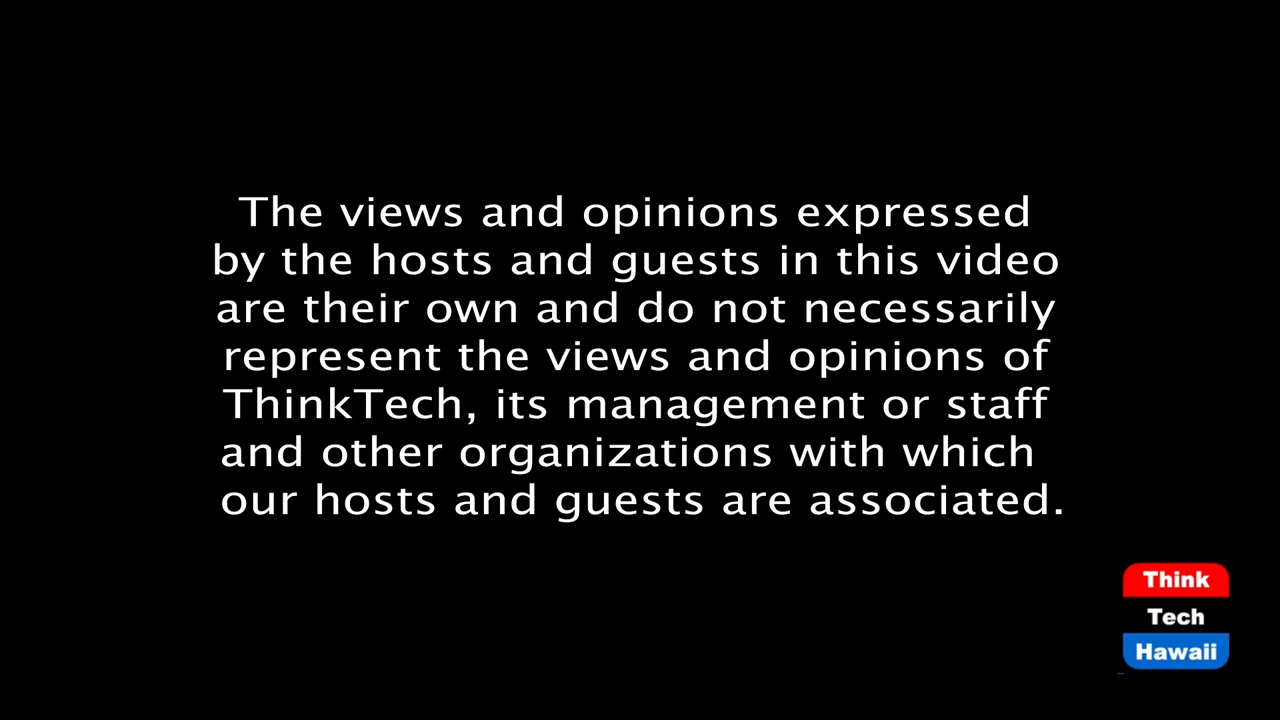 The views and opinions expressed
by the hosts and guests in this video
are their own and do not necessarily
represent the views and opinions of
ThinkTech, its management or staff
and other organizations with which
our hosts and guests are associated.
Think
Tech
Hawaii